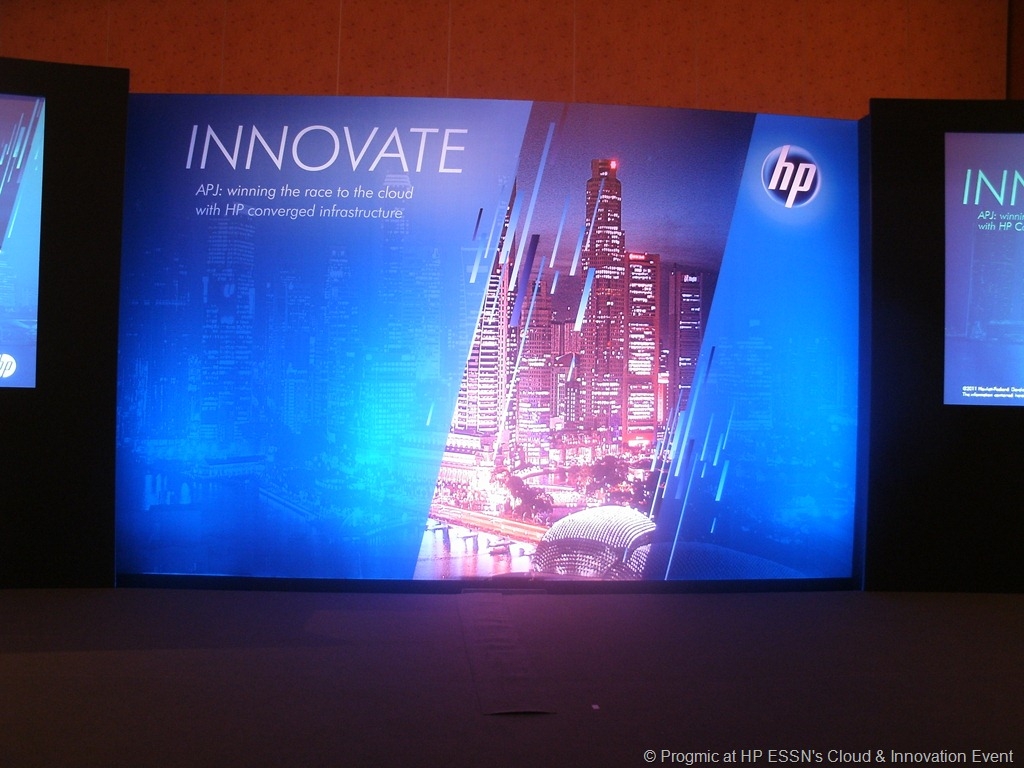 INNOVATE
APJ: winning the race to the cloud
with HP converged infrastructure
hp
hp
INN
APJ: 
with HP
© Progmic at HP ESSN's Cloud & Innovation Event